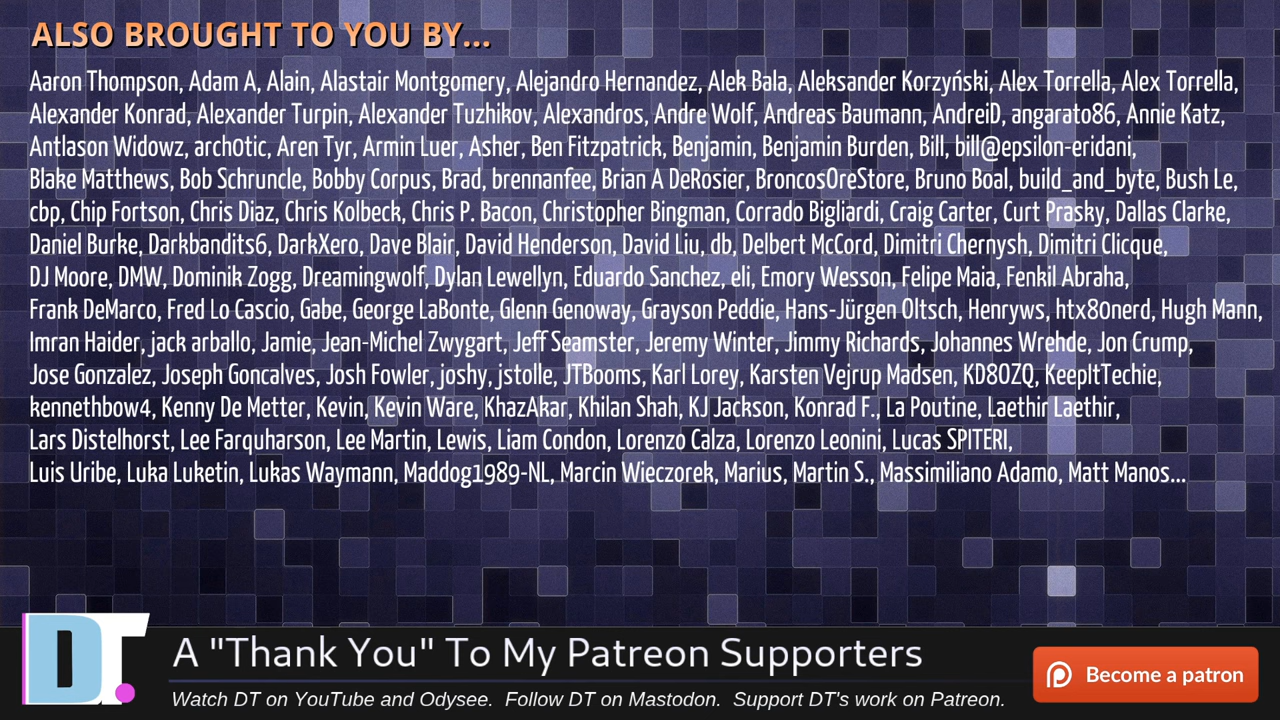 ALSO BROUGHT TO YOU BY...
Aaron Thompson, Adam A, Alain, Alastair Montgomery, Alejandro Hernandez, Alek Bala, Aleksander Korzyński, Alex Torrella, Alex Torrella,
Alexander Konrad, Alexander Turpin, Alexander Tuzhikov, Alexandros, Andre Wolf, Andreas Baumann, AndreiD, angarato86, Annie Katz,
Antlason Widowz, arch0tic, Aren Tyr, Armin Luer, Asher, Ben Fitzpatrick, Benjamin, Benjamin Burden, Bill, bill@epsilon-eridani,
Blake Matthews, Bob Schruncle, Bobby Corpus, Brad, brennanfee, Brian A DeRosier, BroncosOreStore, Bruno Boal, build_and_byte, Bush Le,
cbp, Chip Fortson, Chris Diaz, Chris Kolbeck, Chris P. Bacon, Christopher Bingman, Corrado Bigliardi, Craig Carter, Curt Prasky, Dallas Clarke,
Daniel Burke, Darkbandits6, DarkXero, Dave Blair, David Henderson, David Liu, db, Delbert McCord, Dimitri Chernysh, Dimitri Clicque,
DJ Moore, DMW, Dominik Zogg, Dreamingwolf, Dylan Lewellyn, Eduardo Sanchez, eli, Emory Wesson, Felipe Maia, Fenkil Abraha,
Frank DeMarco, Fred Lo Cascio, Gabe, George LaBonte, Glenn Genoway, Grayson Peddie, Hans-Jürgen Oltsch, Henryws, htx80nerd, Hugh Mann,
Imran Haider, jack arballo, Jamie, Jean-Michel Zwygart, Jeff Seamster, Jeremy Winter, Jimmy Richards, Johannes Wrehde, Jon Crump,
Jose Gonzalez, Joseph Goncalves, Josh Fowler, joshy, jstolle, JTBooms, Karl Lorey, Karsten Vejrup Madsen, KD8OZQ, KeepItTechie,
kennethbow4, Kenny De Metter, Kevin, Kevin Ware, KhazAkar, Khilan Shah, KJ Jackson, Konrad F., La Poutine, Laethir Laethir,
Lars Distelhorst, Lee Farquharson, Lee Martin, Lewis, Liam Condon, Lorenzo Calza, Lorenzo Leonini, Lucas SPITERI,
Luis Uribe, Luka Luketin, Lukas Waymann, Maddog1989-NL, Marcin Wieczorek, Marius, Martin S., Massimiliano Adamo, Matt Manos...
DT
A "Thank You" To My Patreon Supporters
Become a patron
Watch DT on YouTube and Odysee. Follow DT on Mastodon. Support DT's work on Patreon.